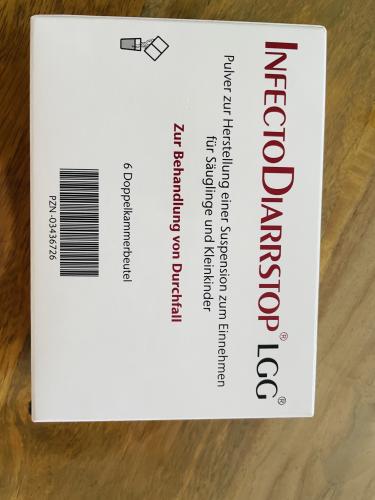 INFECTODIARRSTOP® LGG®
Pulver zur Herstellung einer Suspension zum Einnehmen
für Säuglinge und Kleinkinder
Zur Behandlung von Durchfall
6 Doppelkammerbeutel
PZN -03436726